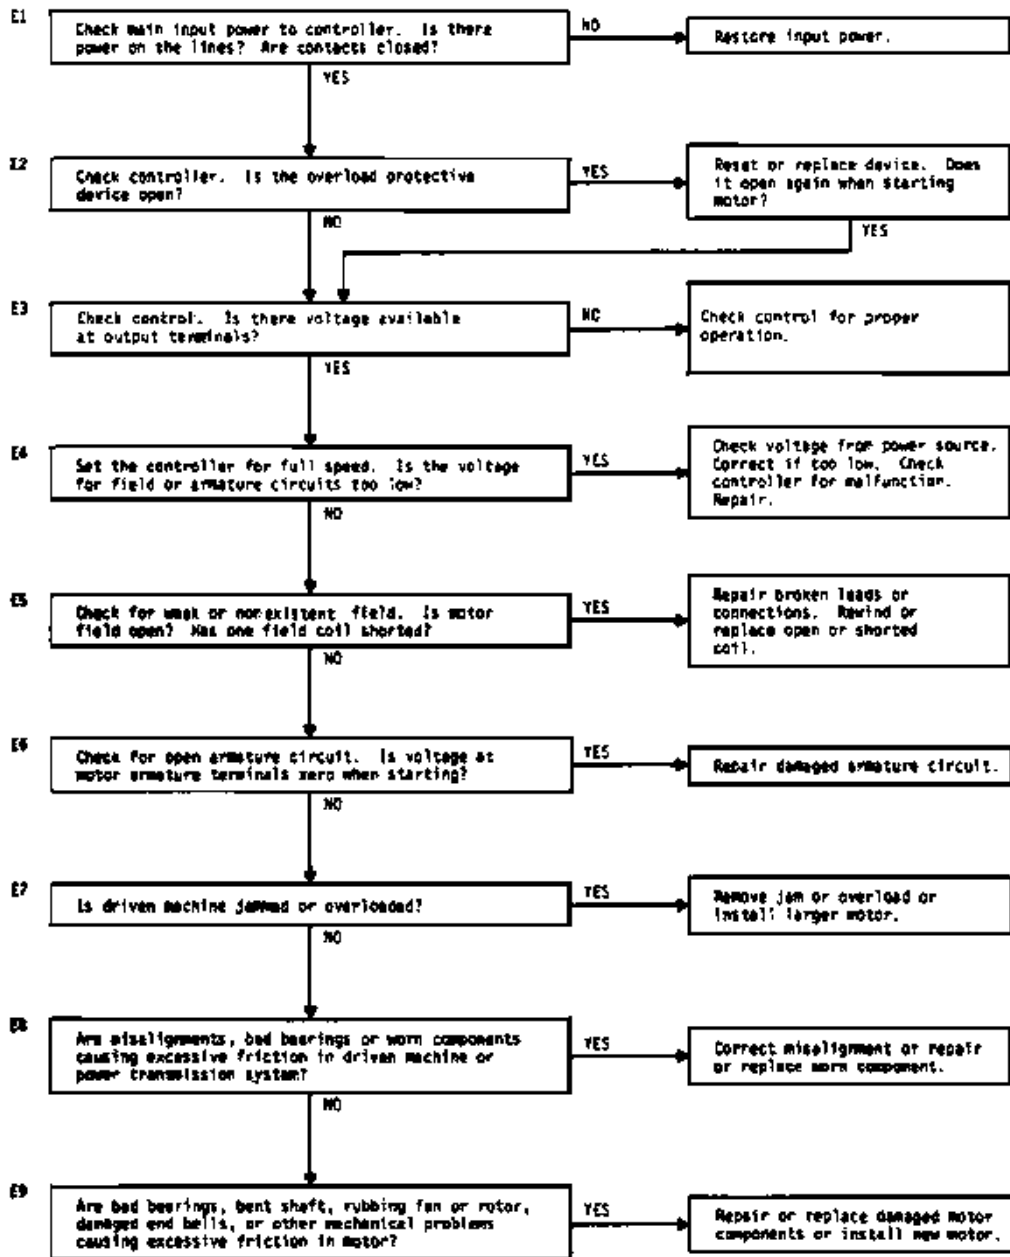 E1
Check main input power to controller. Is there
power on the lines? Are contacts closed?
NO
Restore input power.
YES
E2
Check controller. Is the overload protective
device open?
YES
Reset or replace device. Does
it open again when starting
motor?
NO
YES
E3
Check control. Is there voltage available
at output terminals?
NO
Check control for proper
operation.
YES
E4
Set the controller for full speed. Is the voltage
for field or armature circuits too low?
YES
Check voltage from power source.
Correct if too low. Check
controller for malfunction.
Repair.
NO
E5
Check for weak or nonexistent field. Is motor
field open? Has one field coil shorted?
YES
Repair broken leads or
connections. Rewind or
replace open or shorted
coil.
NO
E6
Check for open armature circuit. Is voltage at
motor armature terminals zero when starting?
YES
Repair damaged armature circuit.
NO
E7
Is driven machine jammed or overloaded?
YES
Remove jam or overload or
install larger motor.
NO
E8
Are misalignments, bad bearings or worn components
causing excessive friction in driven machine or
power transmission system?
YES
Correct misalignment or repair
or replace worn component.
NO
E9
Are bad bearings, bent shaft, rubbing fan or rotor,
damaged end bells, or other mechanical problems
causing excessive friction in motor?
YES
Repair or replace damaged motor
components or install new motor.